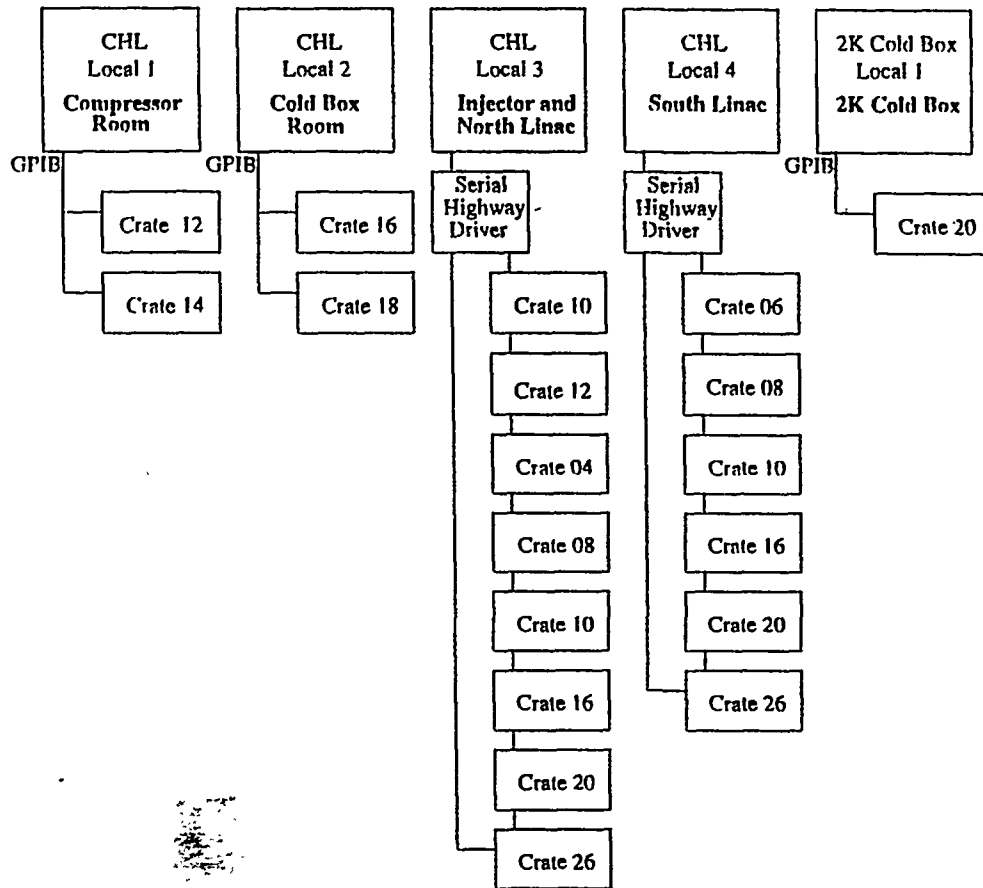 CHL
Local 1
Compressor
Room
GPIB
Crate 12
Crate 14
CHL
Local 2
Cold Box
Room
GPIB
Crate 16
Crate 18
CHL
Local 3
Injector and
North Linac
Serial
Highway
Driver
Crate 10
Crate 12
Crate 04
Crate 08
Crate 10
Crate 16
Crate 20
Crate 26
CHL
Local 4
South Linac
Serial
Highway
Driver
Crate 06
Crate 08
Crate 10
Crate 16
Crate 20
Crate 26
2K Cold Box
Local 1
2K Cold Box
GPIB
Crate 20